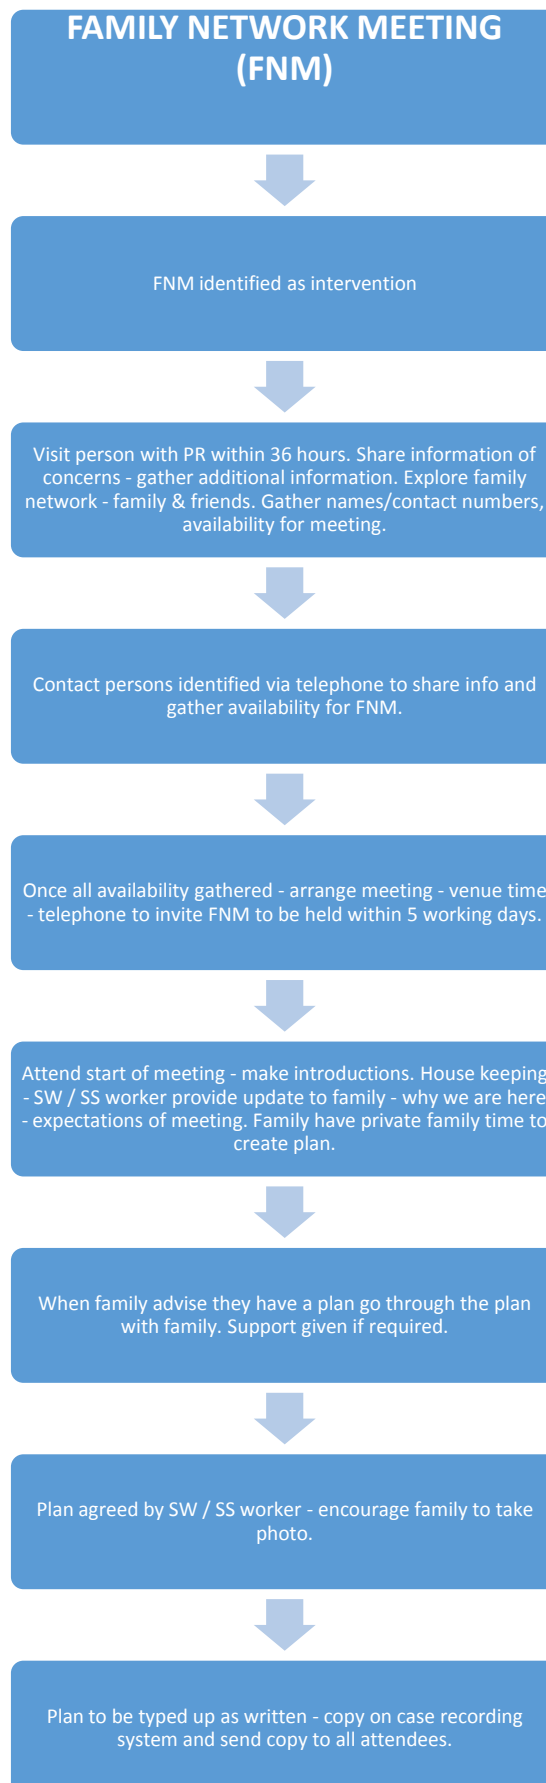 FAMILY NETWORK MEETING
(FNM)
FNM identified as intervention
Visit person with PR within 36 hours. Share information of
concerns - gather additional information. Explore family
network - family & friends. Gather names/contact numbers,
availability for meeting.
Contact persons identified via telephone to share info and
gather availability for FNM.
Once all availability gathered - arrange meeting - venue time
- telephone to invite FNM to be held within 5 working days.
Attend start of meeting - make introductions. House keeping
- SW / SS worker provide update to family - why we are here
- expectations of meeting. Family have private family time to
create plan.
When family advise they have a plan go through the plan
with family. Support given if required.
Plan agreed by SW / SS worker - encourage family to take
photo.
Plan to be typed up as written - copy on case recording
system and send copy to all attendees.